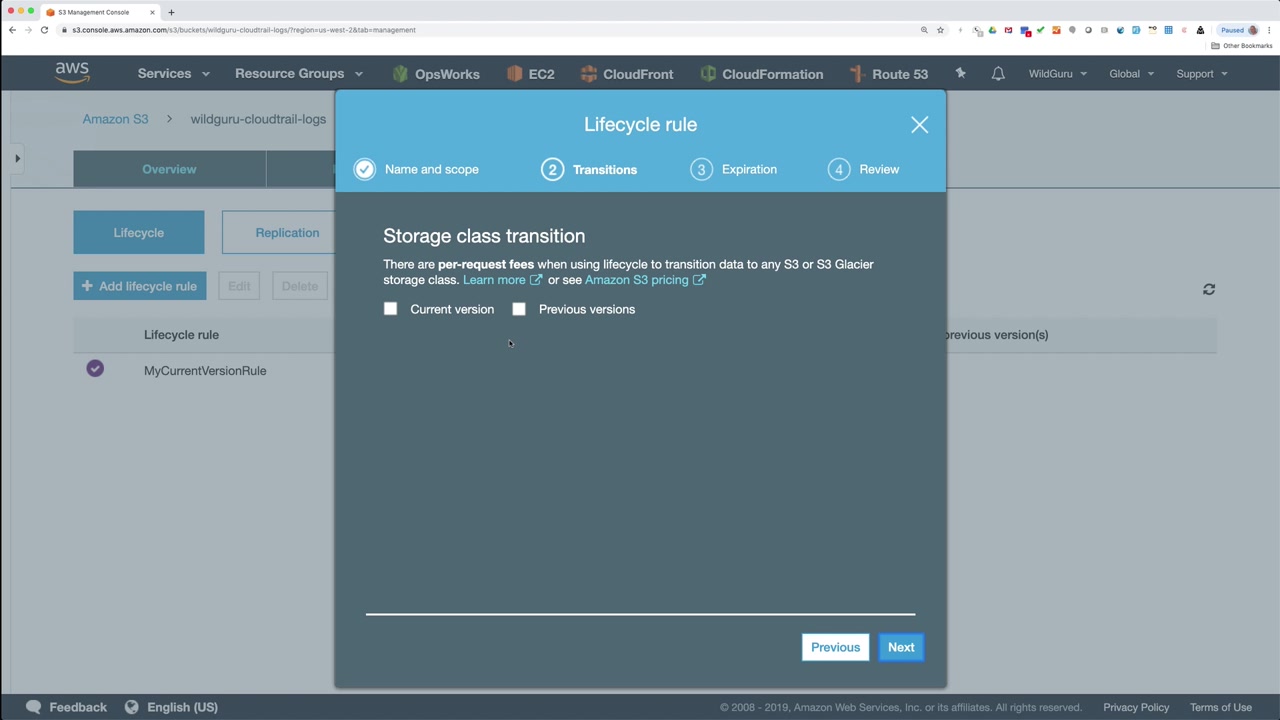 S3 Management Console
s3.console.aws.amazon.com/s3/buckets/wildguru-cloudtrail-logs/?region=us-west-2&tab=management
Paused
Other Bookmarks
aws
Services
Resource Groups
OpsWorks
EC2
CloudFront
CloudFormation
Route 53
WildGuru
Global
Support
Amazon S3 > wildguru-cloudtrail-logs
Overview
Lifecycle
Replication
+ Add lifecycle rule
Edit
Delete
Lifecycle rule
previous version(s)
MyCurrentVersionRule
Lifecycle rule
Name and scope
2 Transitions
3 Expiration
4 Review
Storage class transition
There are per-request fees when using lifecycle to transition data to any S3 or S3 Glacier
storage class. Learn more or see Amazon S3 pricing
Current version
Previous versions
Previous
Next
Feedback
English (US)
© 2008 - 2019, Amazon Web Services, Inc. or its affiliates. All rights reserved.
Privacy Policy
Terms of Use